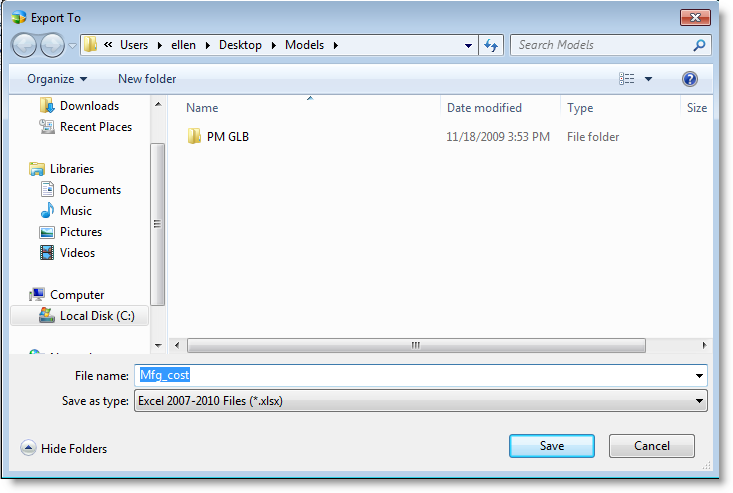 Export To
« Users ▸ ellen ▸ Desktop ▸ Models ▸
Search Models
Organize ▾ New folder
Downloads
Recent Places
Libraries
Documents
Music
Pictures
Videos
Computer
Local Disk (C:)
Name Date modified Type Size
PM GLB 11/18/2009 3:53 PM File folder
File name: Mfg_cost
Save as type: Excel 2007-2010 Files (*.xlsx)
Hide Folders
Save
Cancel